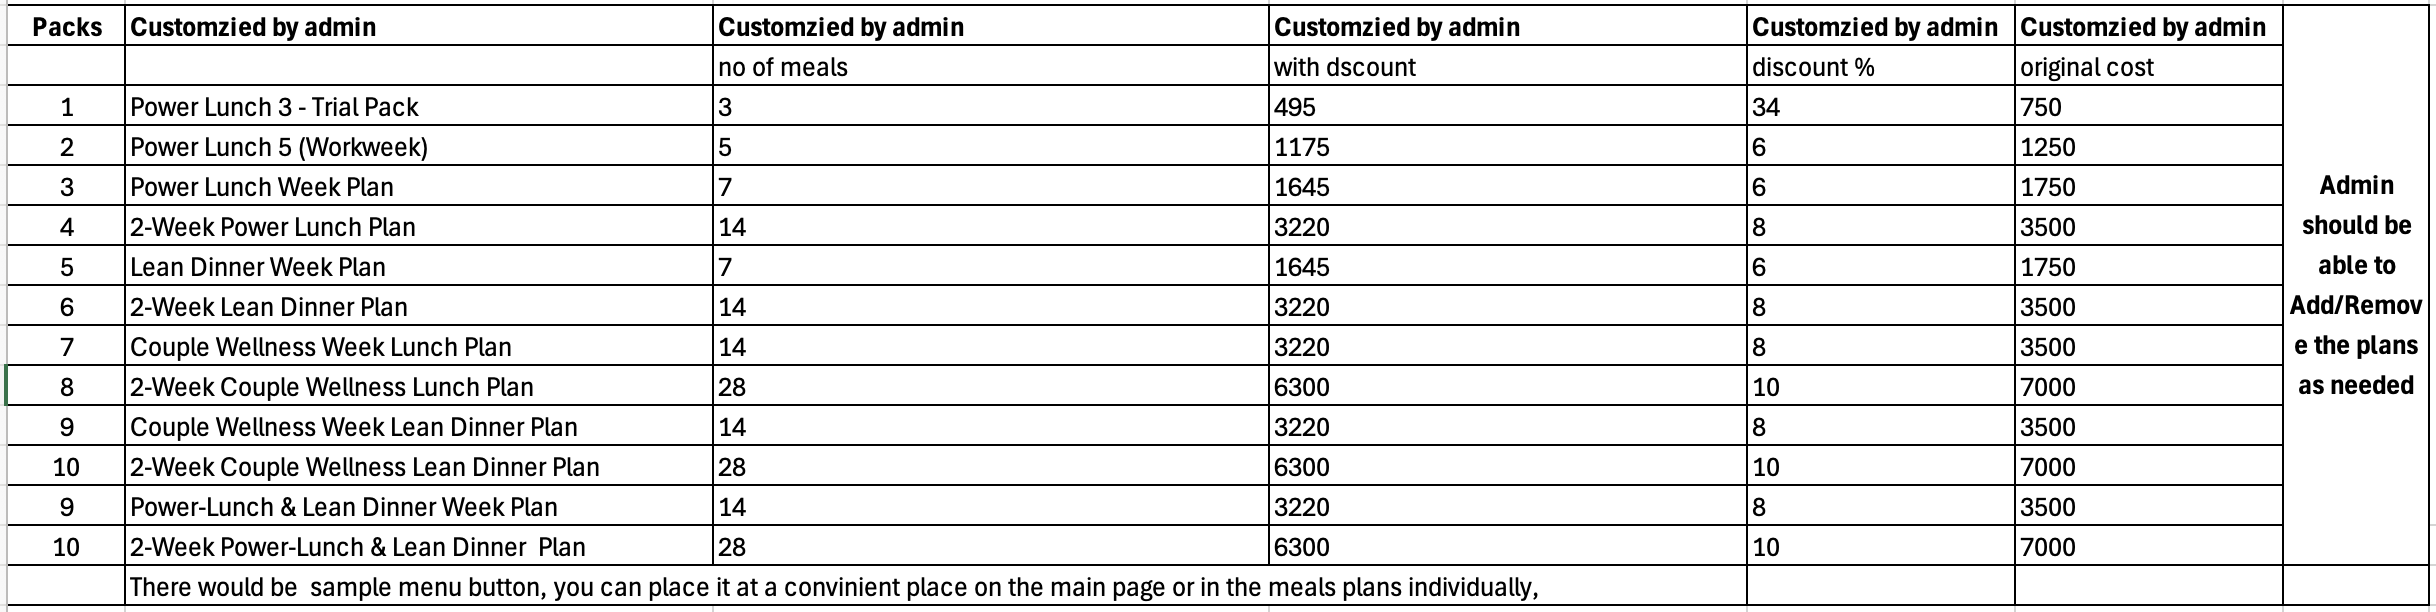 Packs Customzied by admin Customzied by admin Customzied by admin Customzied by admin Customzied by admin
no of meals with dscount discount % original cost
1 Power Lunch 3 - Trial Pack 3 495 34 750
2 Power Lunch 5 (Workweek) 5 1175 6 1250
3 Power Lunch Week Plan 7 1645 6 1750
4 2-Week Power Lunch Plan 14 3220 8 3500
5 Lean Dinner Week Plan 7 1645 6 1750
6 2-Week Lean Dinner Plan 14 3220 8 3500
7 Couple Wellness Week Lunch Plan 14 3220 8 3500
8 2-Week Couple Wellness Lunch Plan 28 6300 10 7000
9 Couple Wellness Week Lean Dinner Plan 14 3220 8 3500
10 2-Week Couple Wellness Lean Dinner Plan 28 6300 10 7000
9 Power-Lunch & Lean Dinner Week Plan 14 3220 8 3500
10 2-Week Power-Lunch & Lean Dinner  Plan 28 6300 10 7000
Admin
should be
able to
Add/Remov
e the plans
as needed
There would be  sample menu button, you can place it at a convinient place on the main page or in the meals plans individually,